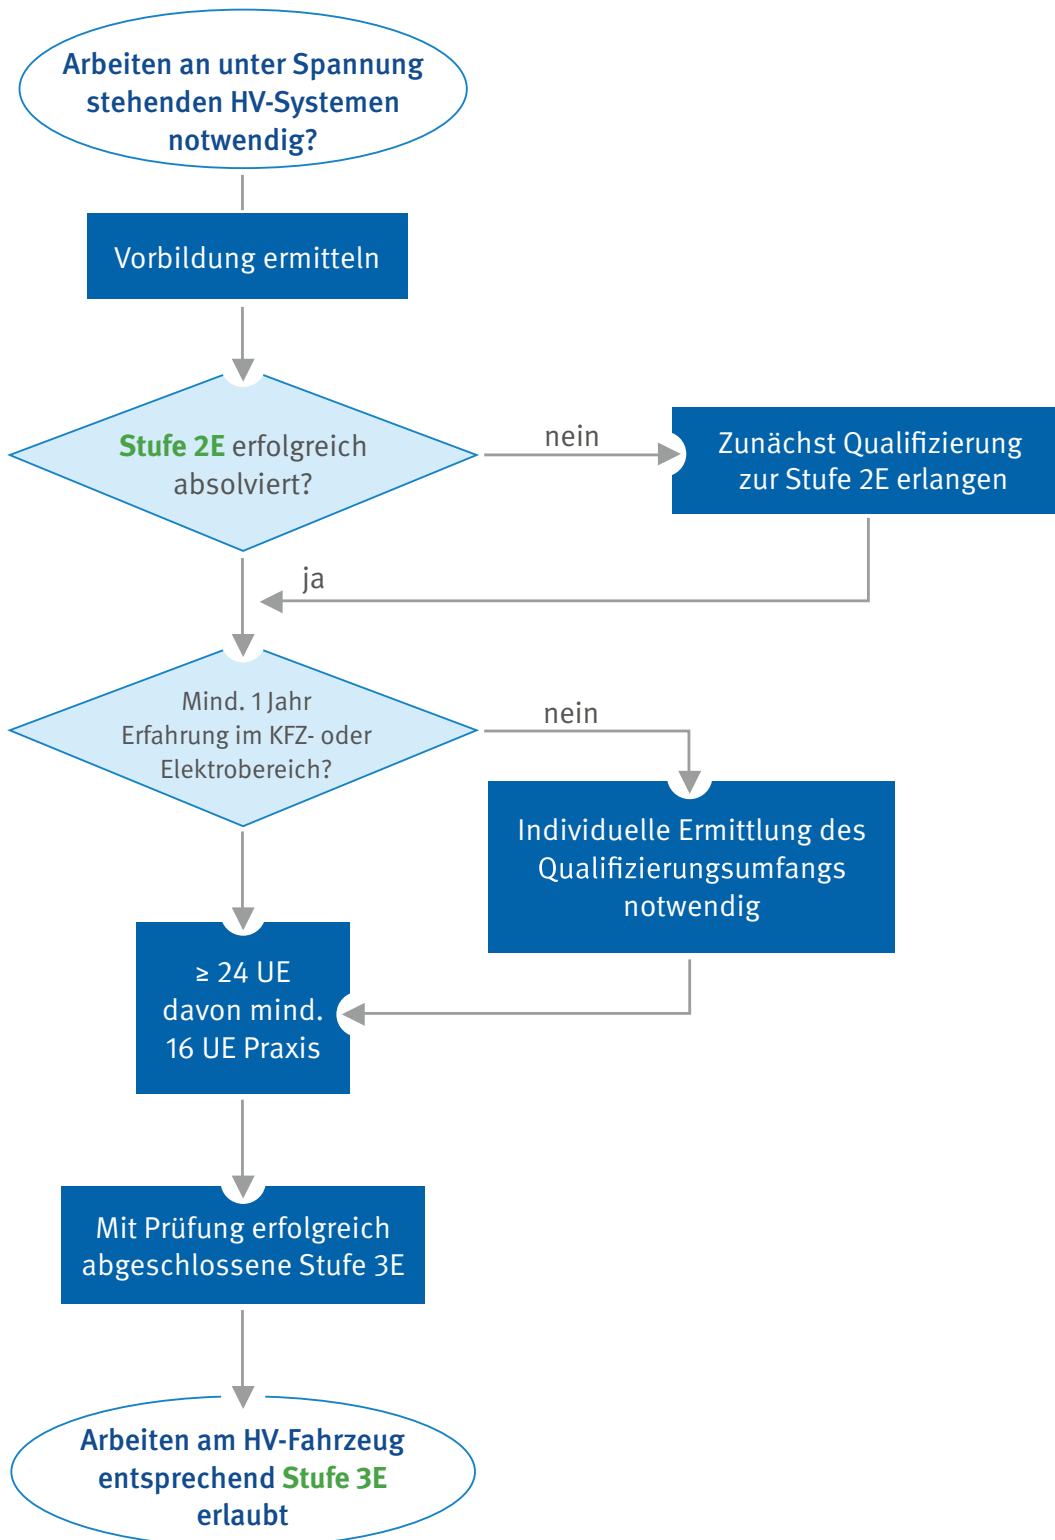 Arbeiten an unter Spannung
stehenden HV-Systemen
notwendig?
Vorbildung ermitteln
Stufe 2E erfolgreich
absolviert?
nein
Zunächst Qualifizierung
zur Stufe 2E erlangen
ja
Mind. 1 Jahr
Erfahrung im KFZ- oder
Elektrobereich?
nein
Individuelle Ermittlung des
Qualifizierungsumfangs
notwendig
≥ 24 UE
davon mind.
16 UE Praxis
Mit Prüfung erfolgreich
abgeschlossene Stufe 3E
Arbeiten am HV-Fahrzeug
entsprechend Stufe 3E
erlaubt